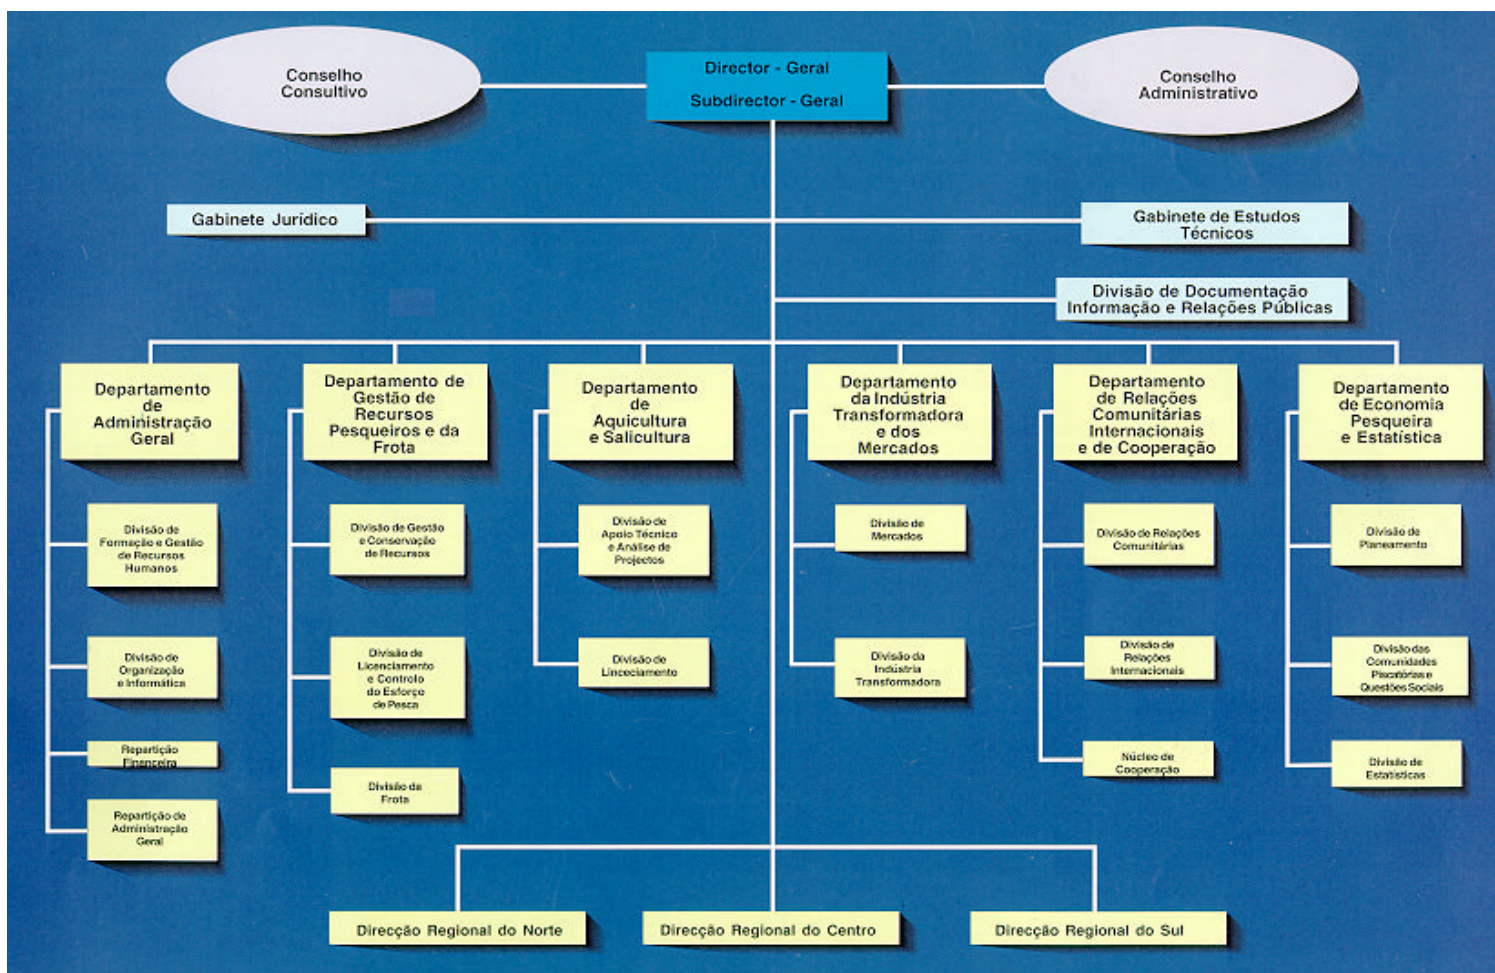 Conselho
Consultivo
Director - Geral
Subdirector - Geral
Conselho
Administrativo
Gabinete Jurídico
Gabinete de Estudos
Técnicos
Divisão de Documentação
Informação e Relações Públicas
Departamento
de
Administração
Geral
Departamento de
Gestão de
Recursos
Pesqueiros e da
Frota
Departamento
de
Aquicultura
e Salicultura
Departamento
da Indústria
Transformadora
e dos
Mercados
Departamento
de Relações
Comunitárias
Internacionais
e de Cooperação
Departamento
de Economia
Pesqueira
e Estatística
Divisão de
Formação e Gestão
de Recursos
Humanos
Divisão de Gestão
e Conservação
de Recursos
Divisão de
Apoio Técnico
e Análise de
Projectos
Divisão de
Mercados
Divisão de Relações
Comunitárias
Divisão de
Planeamento
Divisão de
Organização
e Informática
Divisão de
Licenciamento
e Controlo
do Esforço
de Pesca
Divisão de
Linceciamento
Divisão da
Indústria
Transformadora
Divisão de
Relações
Internacionais
Divisão das
Comunidades
Piscatórias e
Questões Sociais
Repartição
Financeira
Divisão da
Frota
Núcleo de
Cooperação
Divisão de
Estatísticas
Repartição de
Administração
Geral
Direcção Regional do Norte
Direcção Regional do Centro
Direcção Regional do Sul